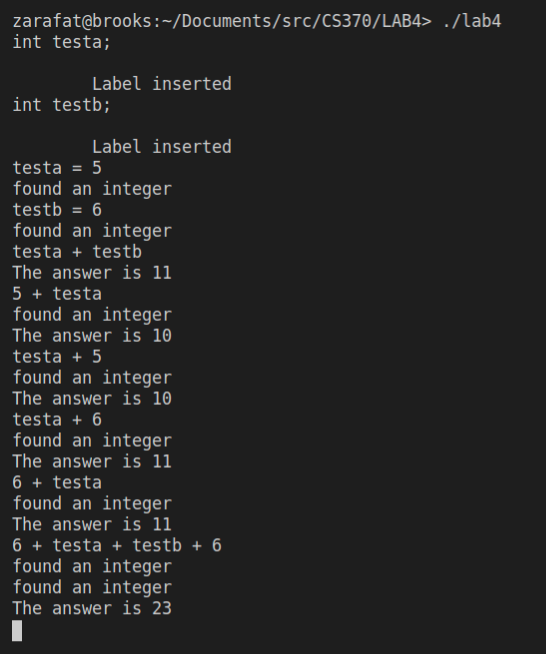 zarafat@brooks:~/Documents/src/CS370/LAB4> ./lab4
int testa;
Label inserted
int testb;
Label inserted
testa = 5
found an integer
testb = 6
found an integer
testa + testb
The answer is 11
5 + testa
found an integer
The answer is 10
testa + 5
found an integer
The answer is 10
testa + 6
found an integer
The answer is 11
6 + testa
found an integer
The answer is 11
6 + testa + testb + 6
found an integer
found an integer
The answer is 23